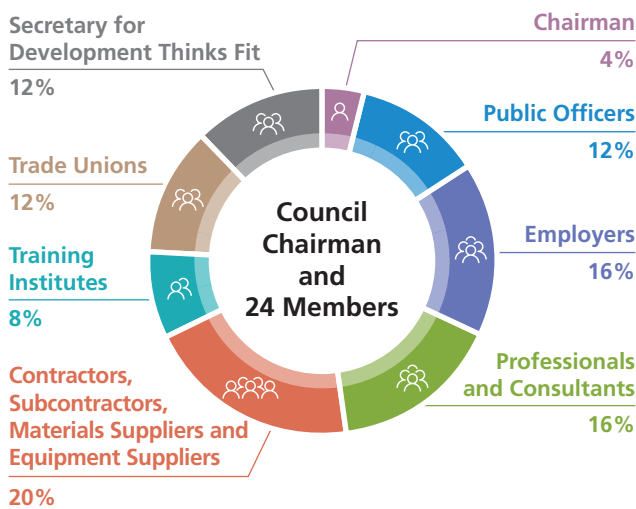 Secretary for
Development Thinks Fit
12%
Chairman
4%
Public Officers
12%
Trade Unions
12%
Employers
16%
Training
Institutes
8%
Professionals
and Consultants
16%
Contractors,
Subcontractors,
Materials Suppliers and
Equipment Suppliers
20%
Council
Chairman
and
24 Members